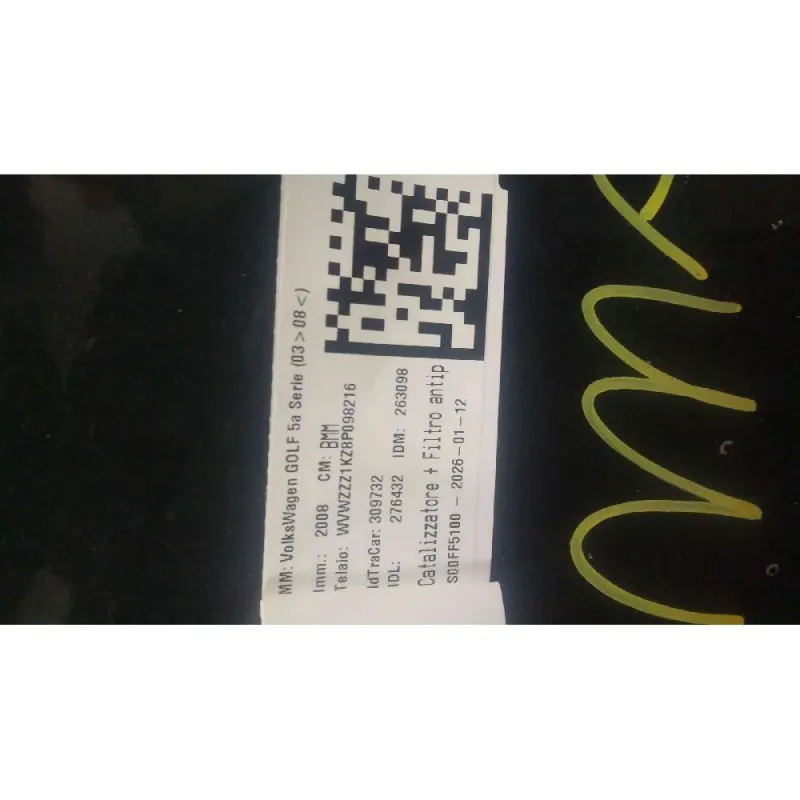 MM: VolksWagen GOLF 5a Serie (03>08<)
Imm.: 2008 CM: BMM
Telaio: WVWZZZ1KZ8P098216
IdTraCar: 309732
IDL: 276432 IDM: 263098
Catalizzatore + Filtro antip
S00FF5100 - 2026-01-12